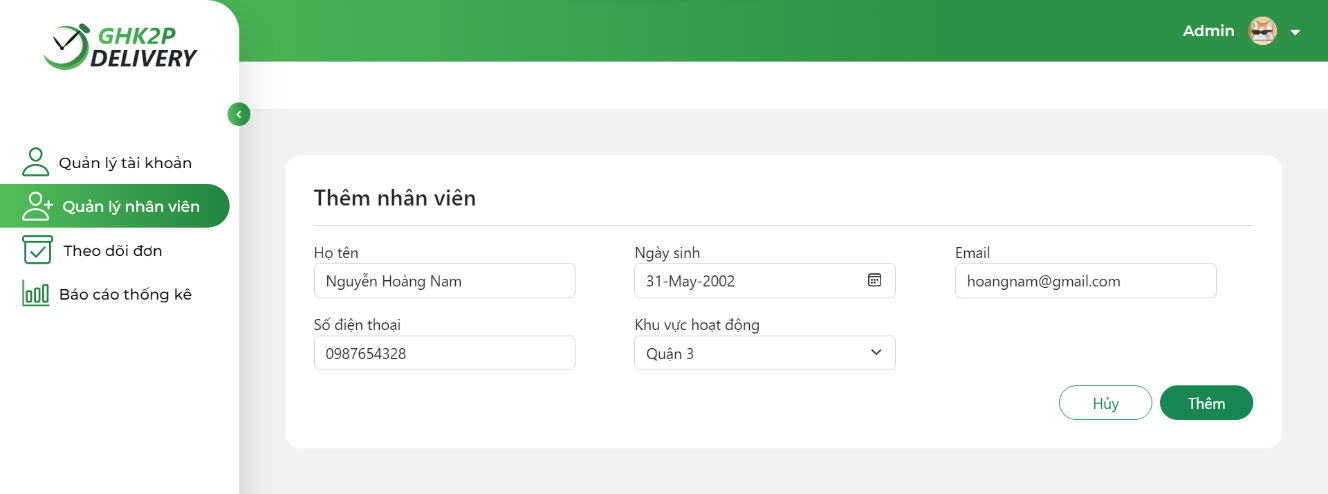 GHK2P
DELIVERY
Admin
Quản lý tài khoản
Quản lý nhân viên
Theo dõi đơn
Báo cáo thống kê
Thêm nhân viên
Họ tên
Nguyễn Hoàng Nam
Ngày sinh
31-May-2002
Email
hoangnam@gmail.com
Số điện thoại
0987654328
Khu vực hoạt động
Quận 3
Hủy
Thêm